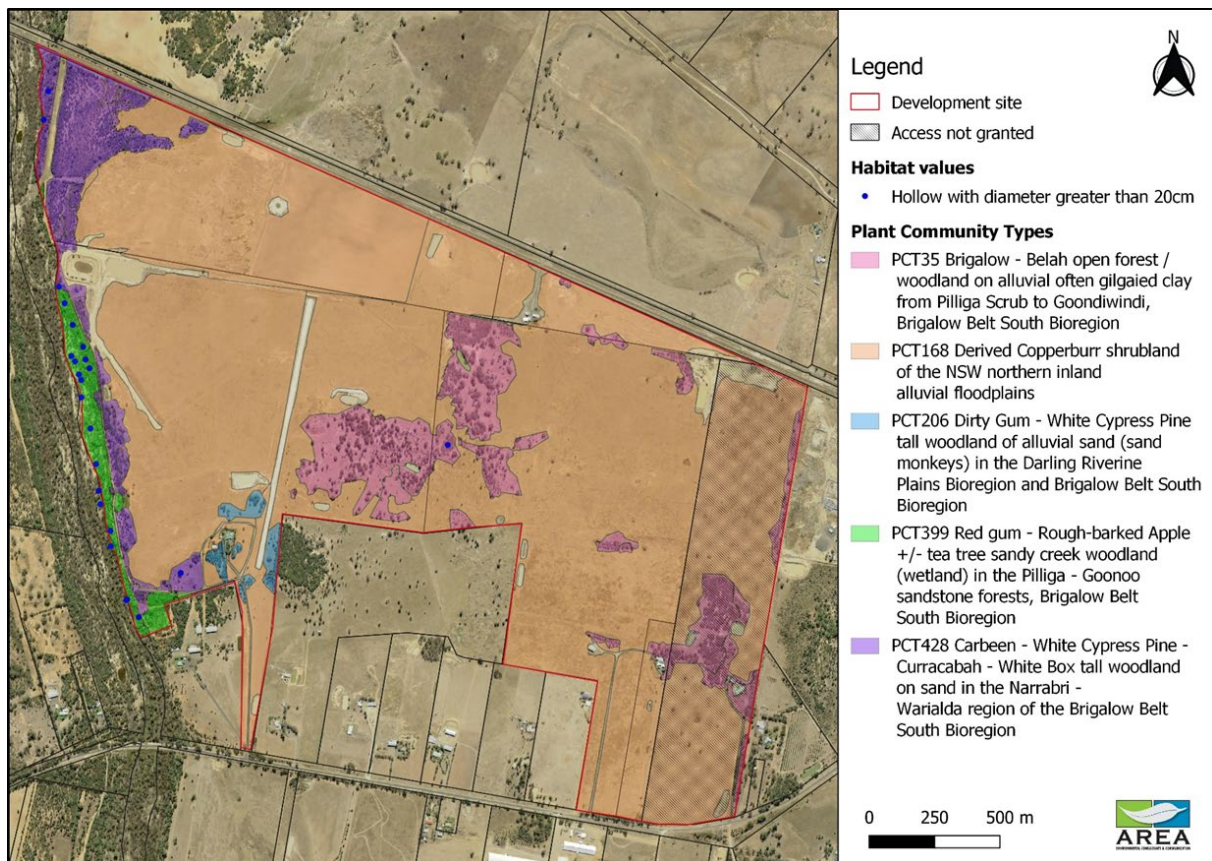 N
Legend
Development site
Access not granted
Habitat values
Hollow with diameter greater than 20cm
Plant Community Types
PCT35 Brigalow - Belah open forest /
woodland on alluvial often gilgaied clay
from Pilliga Scrub to Goondiwindi,
Brigalow Belt South Bioregion
PCT168 Derived Copperburr shrubland
of the NSW northern inland
alluvial floodplains
PCT206 Dirty Gum - White Cypress Pine
tall woodland of alluvial sand (sand
monkeys) in the Darling Riverine
Plains Bioregion and Brigalow Belt South
Bioregion
PCT399 Red gum - Rough-barked Apple
+/- tea tree sandy creek woodland
(wetland) in the Pilliga - Goonoo
sandstone forests, Brigalow Belt
South Bioregion
PCT428 Carbeen - White Cypress Pine -
Curracabah - White Box tall woodland
on sand in the Narrabri -
Warialda region of the Brigalow Belt
South Bioregion
0 250 500 m
AREA
ENVIRONMENTAL CONSULTANTS & COMMUNICATION